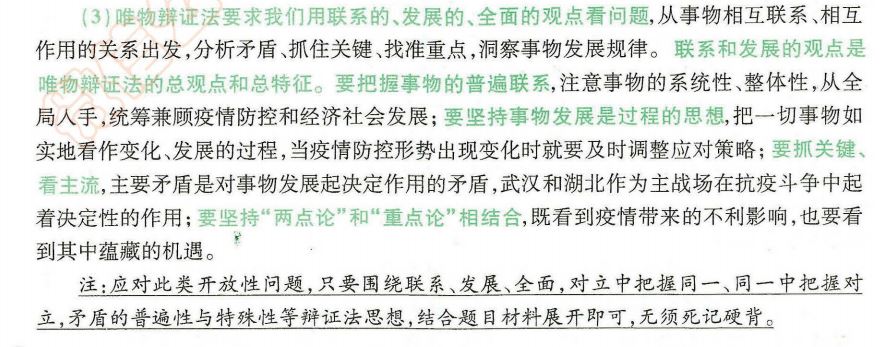 (3)唯物辩证法要求我们用联系的、发展的、全面的观点看问题,从事物相互联系、相互
作用的关系出发,分析矛盾、抓住关键、找准重点,洞察事物发展规律。联系和发展的观点是
唯物辩证法的总观点和总特征。要把握事物的普遍联系,注意事物的系统性、整体性,从全
局人手,统筹兼顾疫情防控和经济社会发展;要坚持事物发展是过程的思想,把一切事物如
实地看作变化、发展的过程,当疫情防控形势出现变化时就要及时调整应对策略;要抓关键、
看主流,主要矛盾是对事物发展起决定作用的矛盾,武汉和湖北作为主战场在抗疫斗争中起
着决定性的作用;要坚持“两点论”和“重点论”相结合,既看到疫情带来的不利影响,也要看
到其中蕴藏的机遇。
注:应对此类开放性问题,只要围绕联系、发展、全面,对立中把握同一、同一中把握对
立,矛盾的普遍性与特殊性等辩证法思想,结合题目材料展开即可,无须死记硬背。